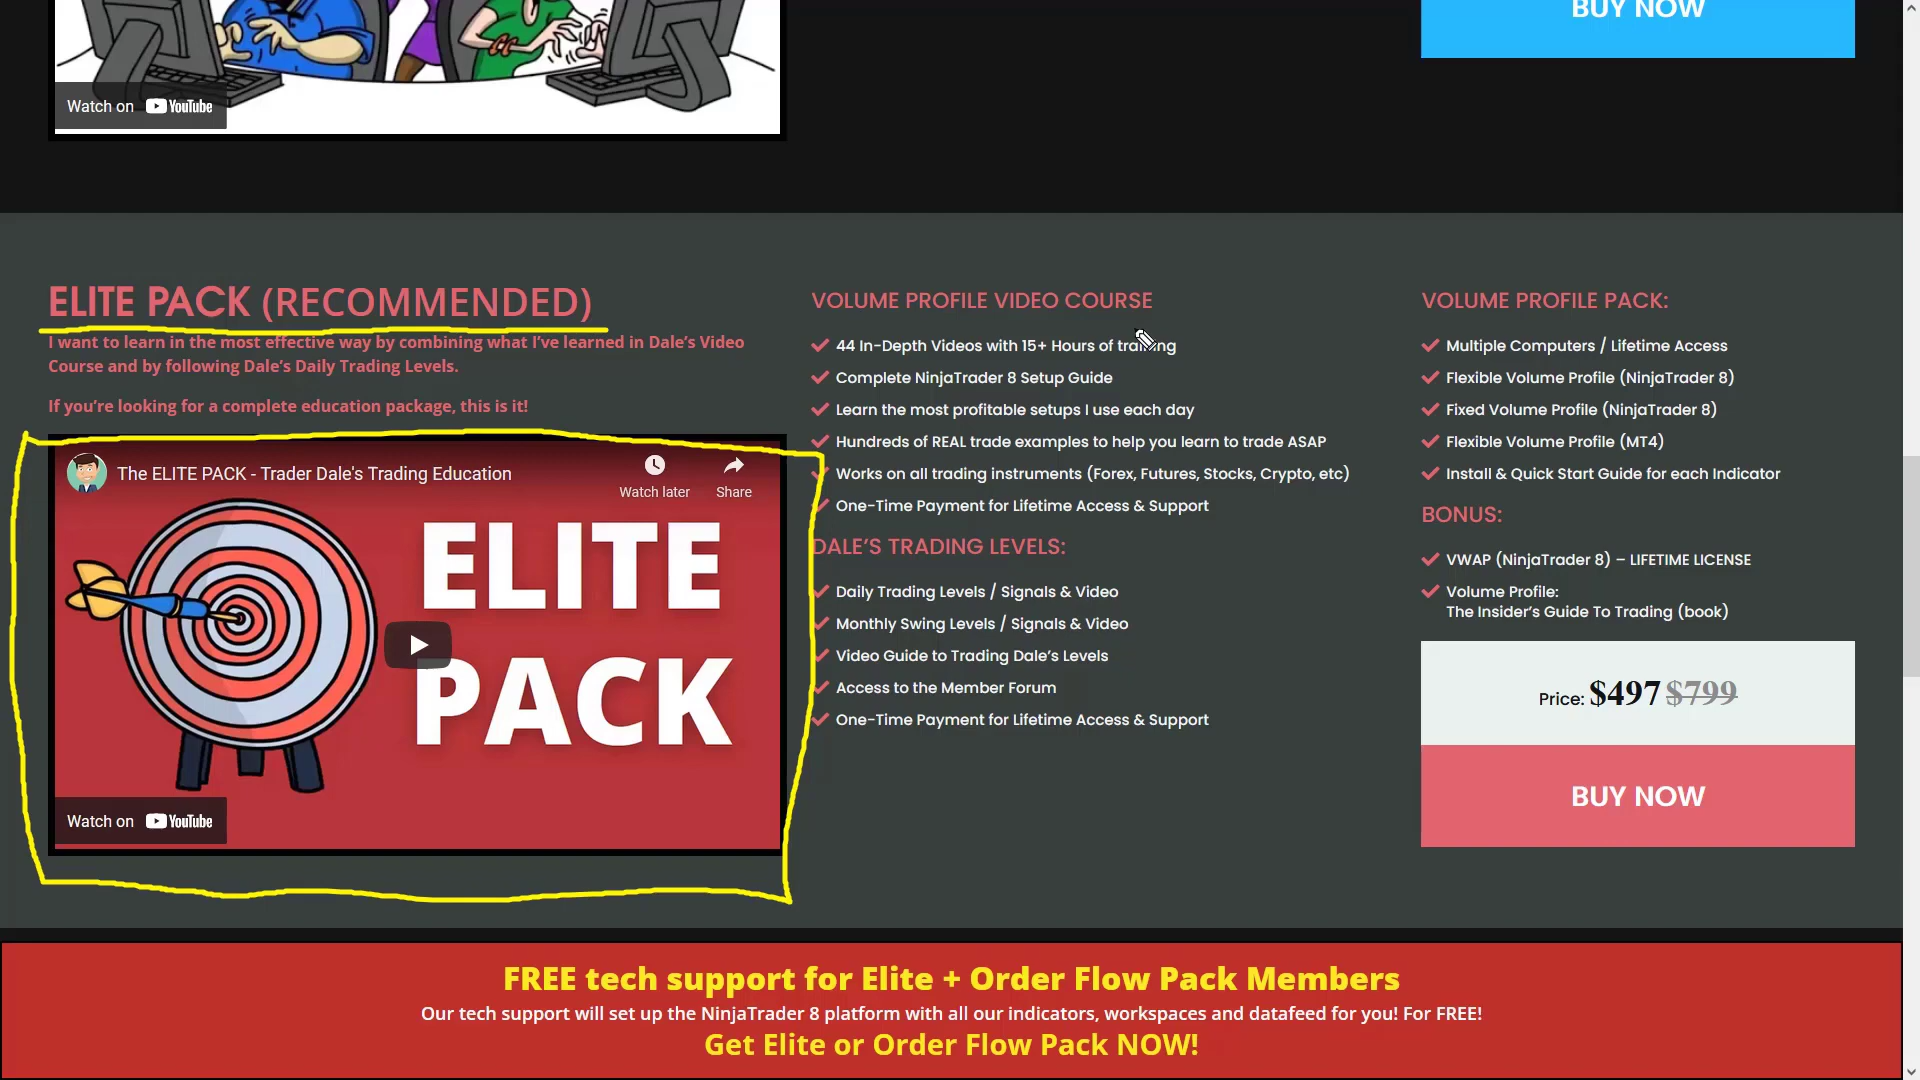 BUY NOW
Watch on YouTube
ELITE PACK (RECOMMENDED)
I want to learn in the most effective way by combining what I've learned in Dale's Video
Course and by following Dale's Daily Trading Levels.
If you're looking for a complete education package, this is it!
The ELITE PACK - Trader Dale's Trading Education
Watch later
Share
ELITE
PACK
Watch on YouTube
VOLUME PROFILE VIDEO COURSE
44 In-Depth Videos with 15+ Hours of training
Complete NinjaTrader 8 Setup Guide
Learn the most profitable setups I use each day
Hundreds of REAL trade examples to help you learn to trade ASAP
Works on all trading instruments (Forex, Futures, Stocks, Crypto, etc)
One-Time Payment for Lifetime Access & Support
DALE'S TRADING LEVELS:
Daily Trading Levels / Signals & Video
Monthly Swing Levels / Signals & Video
Video Guide to Trading Dale's Levels
Access to the Member Forum
One-Time Payment for Lifetime Access & Support
VOLUME PROFILE PACK:
Multiple Computers / Lifetime Access
Flexible Volume Profile (NinjaTrader 8)
Fixed Volume Profile (NinjaTrader 8)
Flexible Volume Profile (MT4)
Install & Quick Start Guide for each Indicator
BONUS:
VWAP (NinjaTrader 8) – LIFETIME LICENSE
Volume Profile:
The Insider's Guide To Trading (book)
Price: $497 $799
BUY NOW
FREE tech support for Elite + Order Flow Pack Members
Our tech support will set up the NinjaTrader 8 platform with all our indicators, workspaces and datafeed for you! For FREE!
Get Elite or Order Flow Pack NOW!